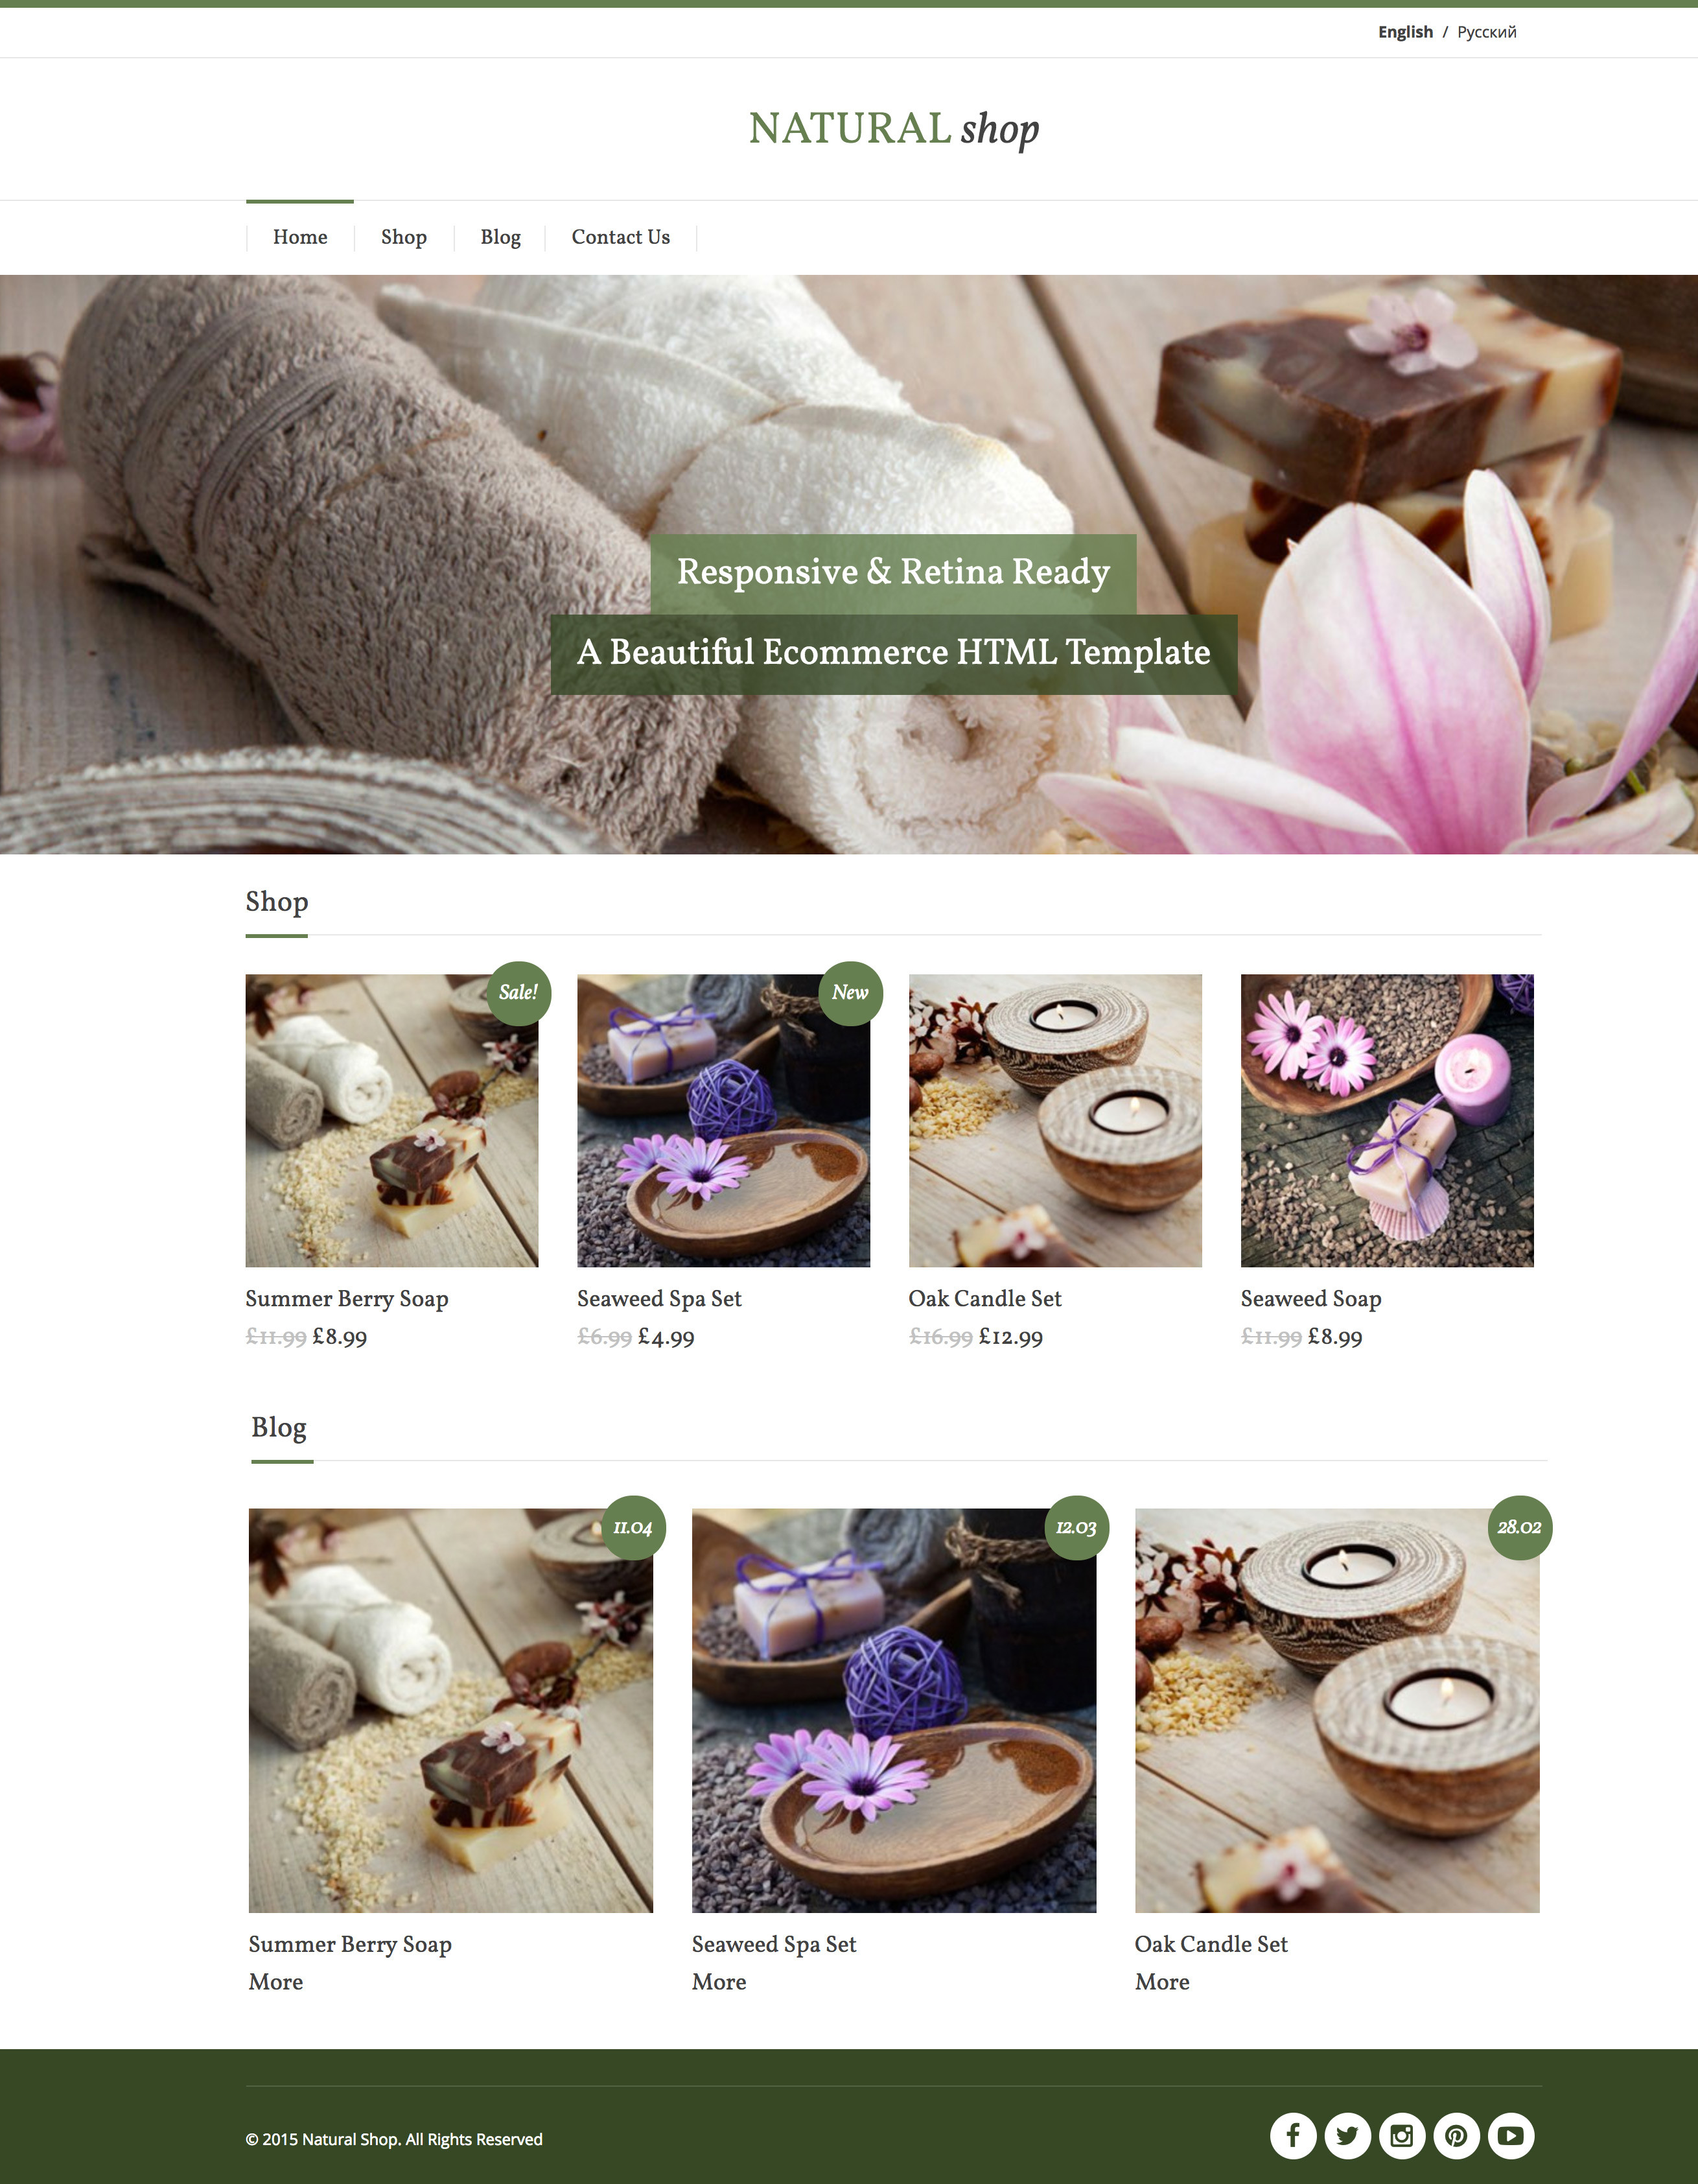 English / Русский
NATURAL shop
Home Shop Blog Contact Us
Responsive & Retina Ready
A Beautiful Ecommerce HTML Template
Shop
Sale! New
Summer Berry Soap Seaweed Spa Set Oak Candle Set Seaweed Soap
£11.99 £8.99 £6.99 £4.99 £16.99 £12.99 £11.99 £8.99
Blog
11.04 12.03 28.02
Summer Berry Soap Seaweed Spa Set Oak Candle Set
More More More
© 2015 Natural Shop. All Rights Reserved